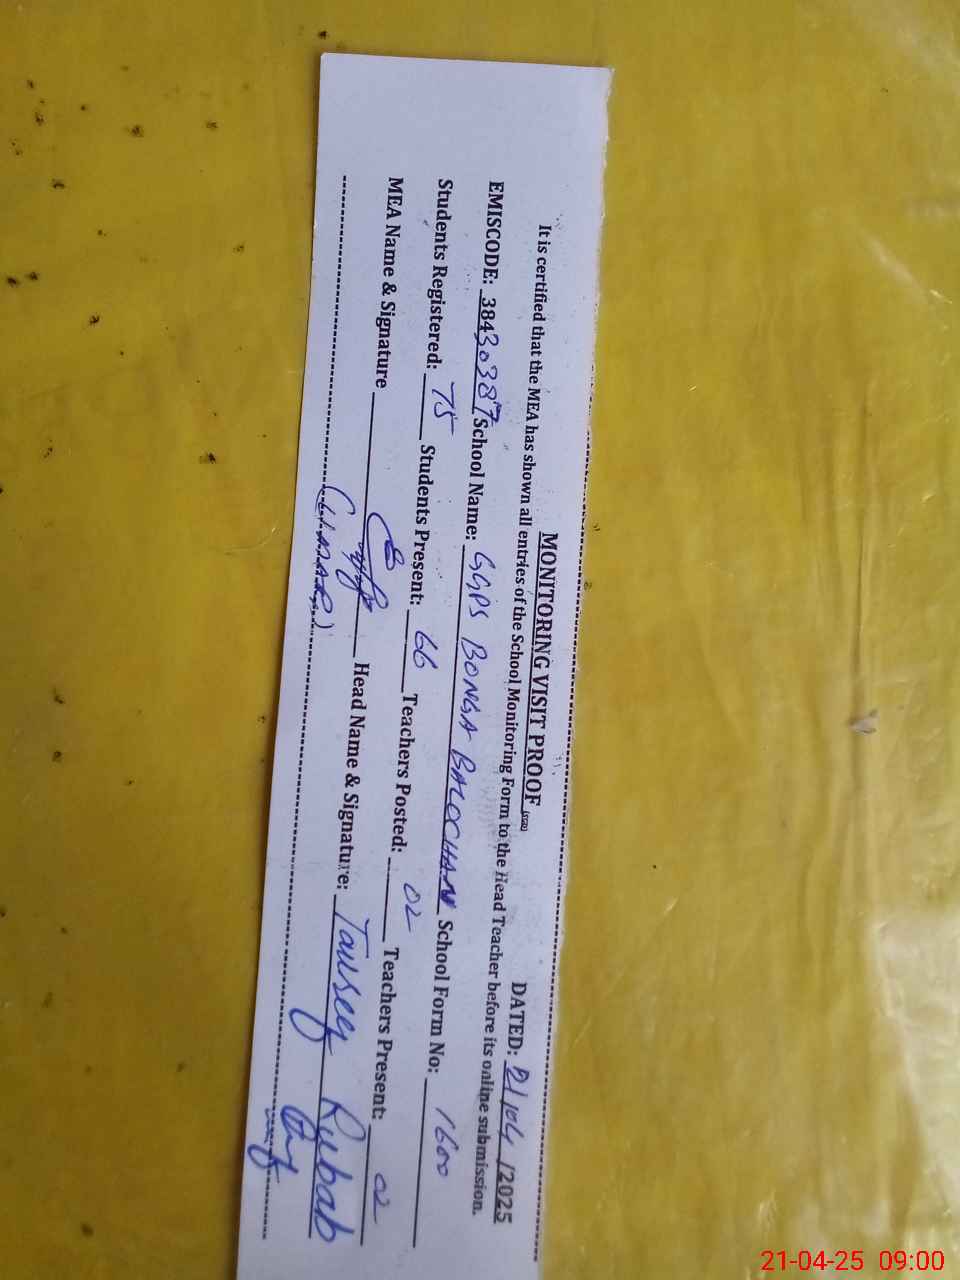 MONITORING VISIT PROOF DATED: 21/04/2025
It is certified that the MEA has shown all entries of the School Monitoring Form to the Head Teacher before its online submission.
EMISCODE: 38430387 School Name: GGPS BONGA BALOCHAN School Form No: 1600
Students Registered: 75 Students Present: 66 Teachers Posted: 02 Teachers Present: 02
MEA Name & Signature Head Name & Signature: Tauseef Rubab
21-04-25 09:00